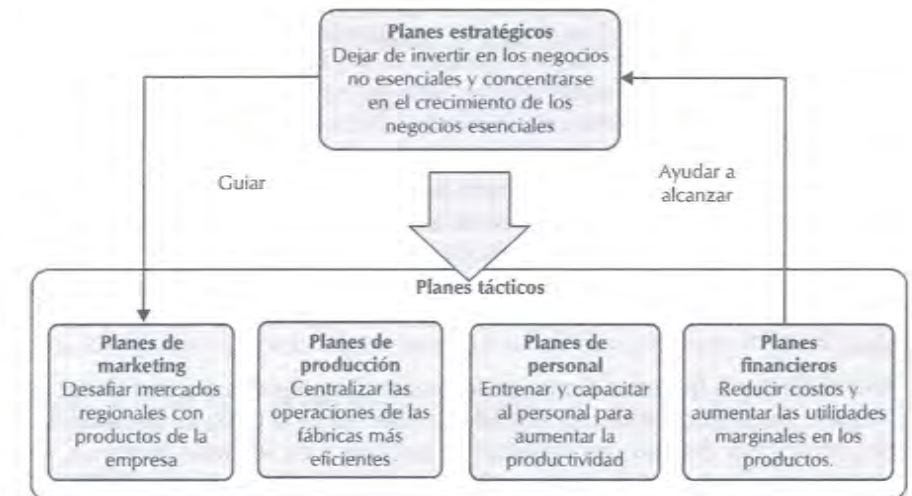 Planes estratégicos
Dejar de invertir en los negocios
no esenciales y concentrarse
en el crecimiento de los
negocios esenciales
Guiar
Ayudar a
alcanzar
Planes tácticos
Planes de
marketing
Desafiar mercados
regionales con
productos de la
empresa
Planes de
producción
Centralizar las
operaciones de las
fábricas más
eficientes
Planes de
personal
Entrenar y capacitar
al personal para
aumentar la
productividad
Planes
financieros
Reducir costos y
aumentar las utilidades
marginales en los
productos.